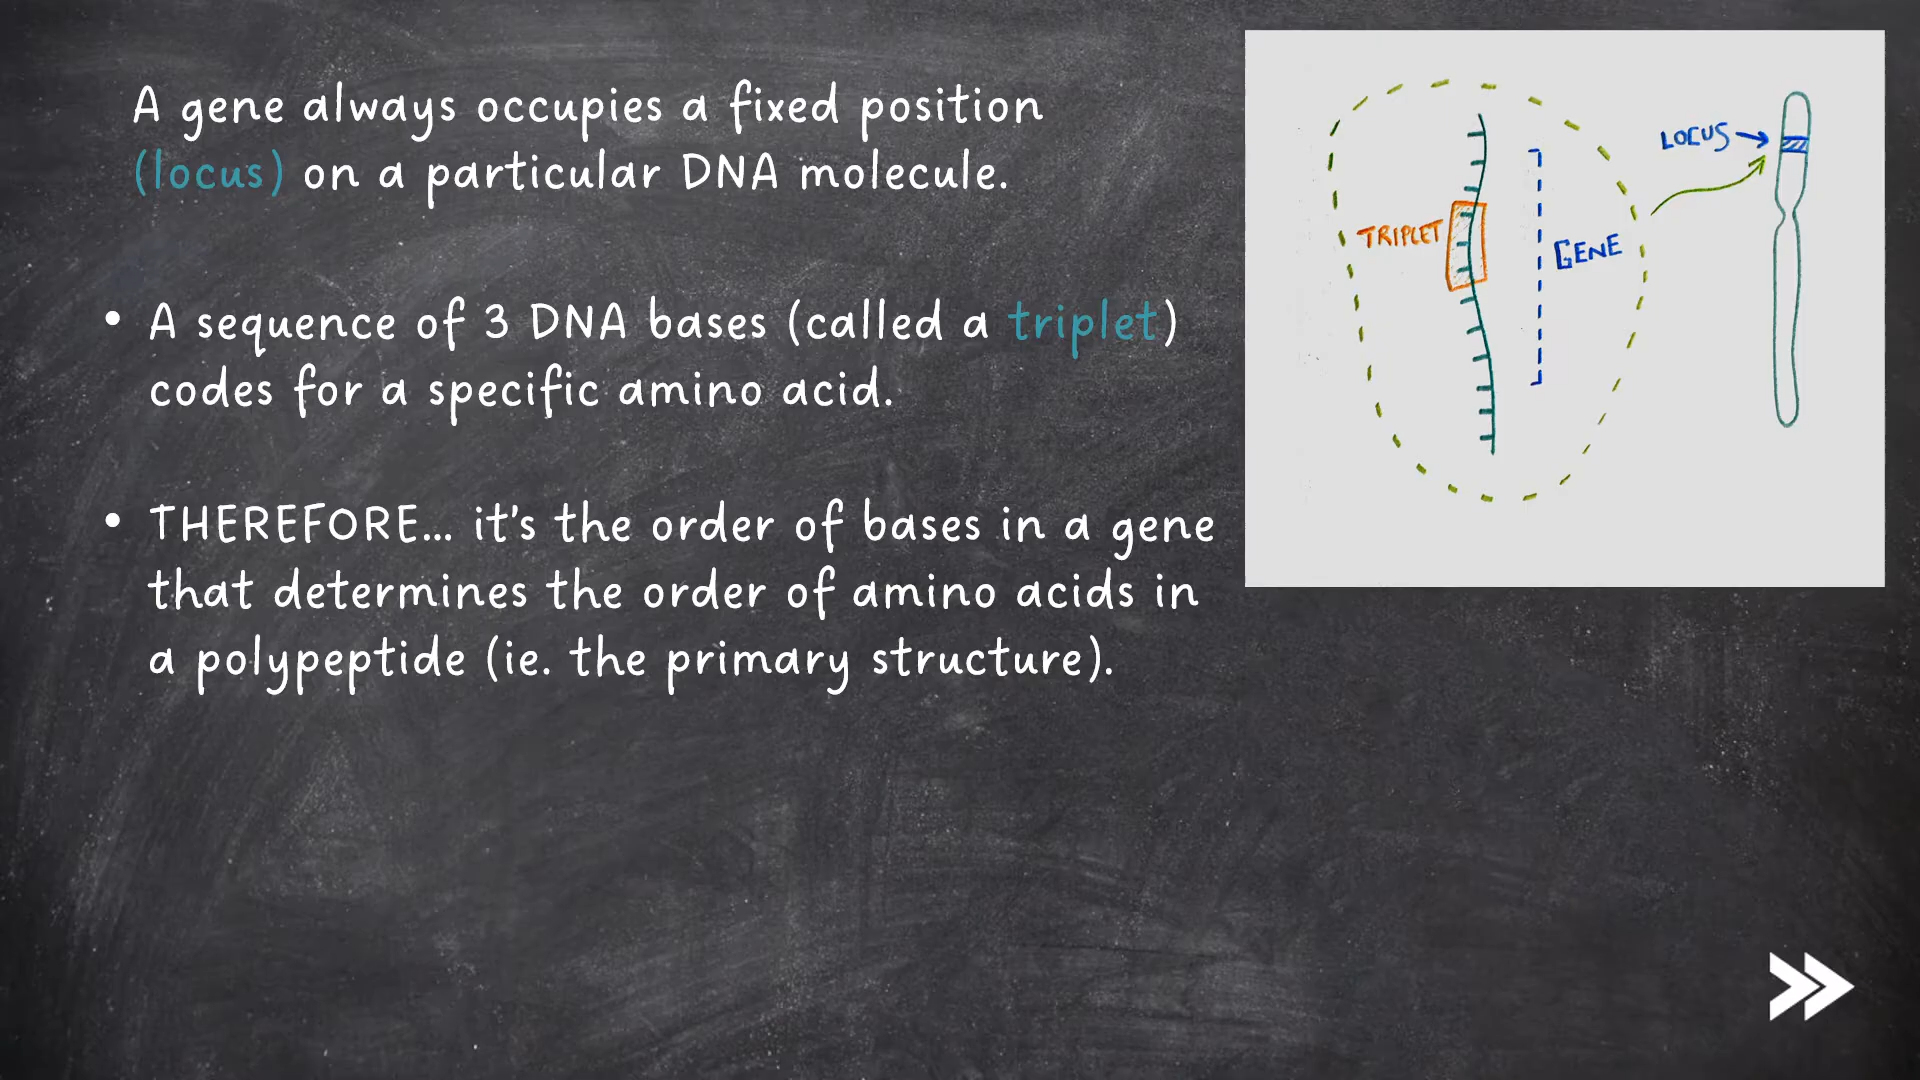 A gene always occupies a fixed position
(locus) on a particular DNA molecule.
• A sequence of 3 DNA bases (called a triplet)
codes for a specific amino acid.
• THEREFORE... it's the order of bases in a gene
that determines the order of amino acids in
a polypeptide (ie. the primary structure).
LOCUS
TRIPLET
GENE